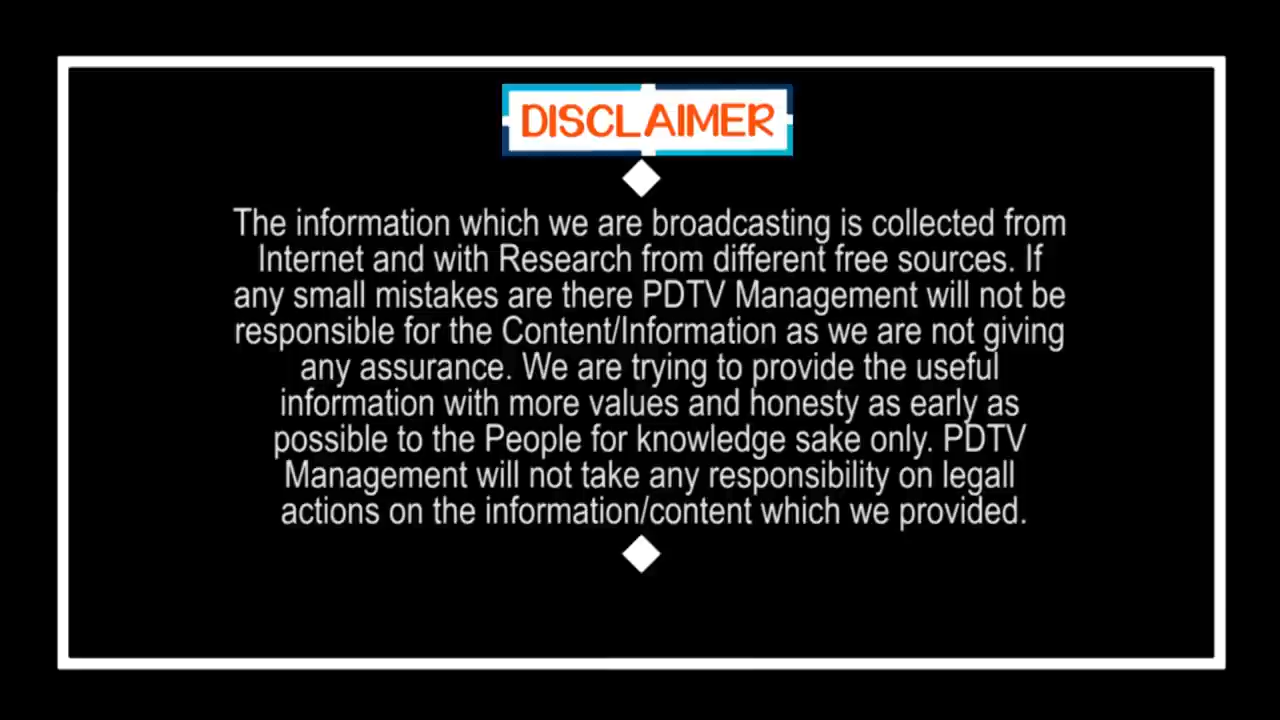 DISCLAIMER
The information which we are broadcasting is collected from
Internet and with Research from different free sources. If
any small mistakes are there PDTV Management will not be
responsible for the Content/Information as we are not giving
any assurance. We are trying to provide the useful
information with more values and honesty as early as
possible to the People for knowledge sake only. PDTV
Management will not take any responsibility on legall
actions on the information/content which we provided.